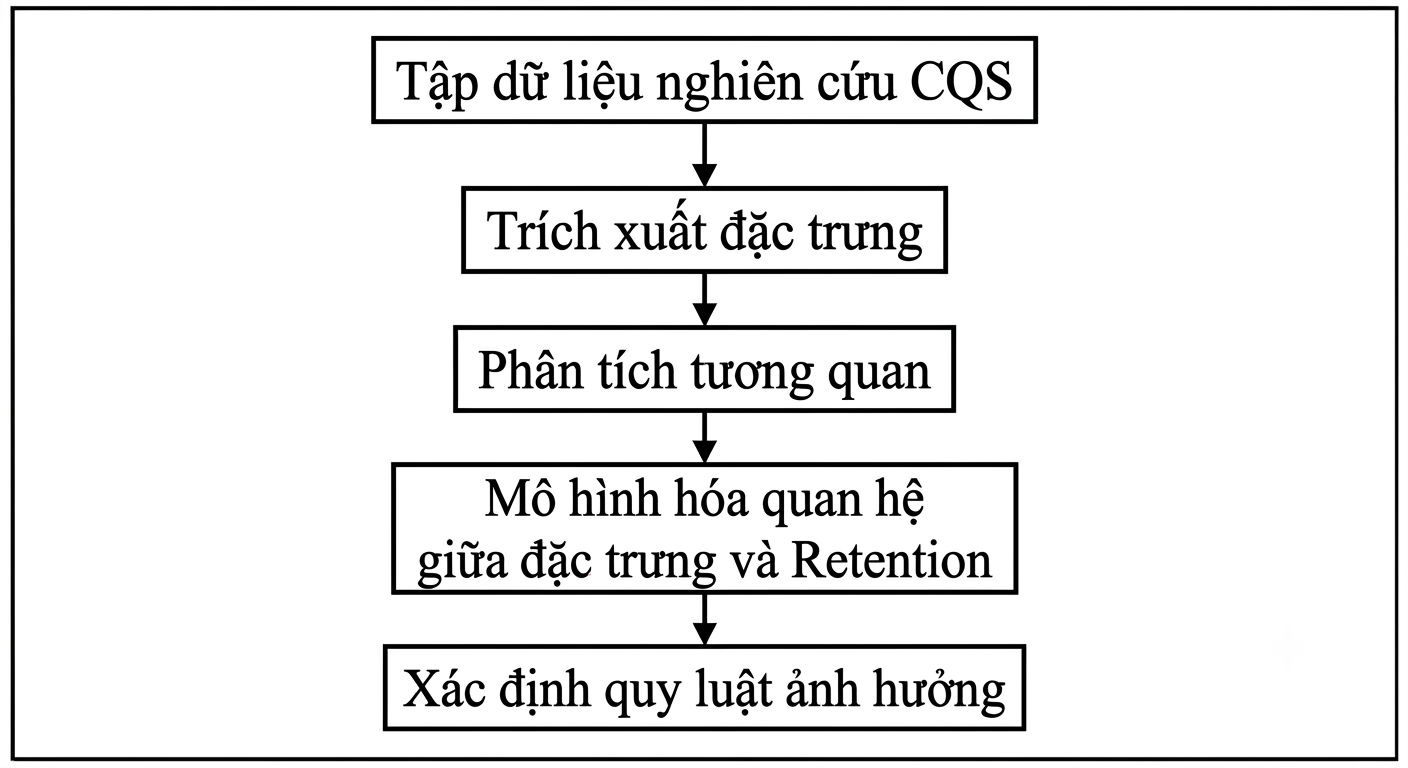 Tập dữ liệu nghiên cứu CQS
Trích xuất đặc trưng
Phân tích tương quan
Mô hình hóa quan hệ
giữa đặc trưng và Retention
Xác định quy luật ảnh hưởng